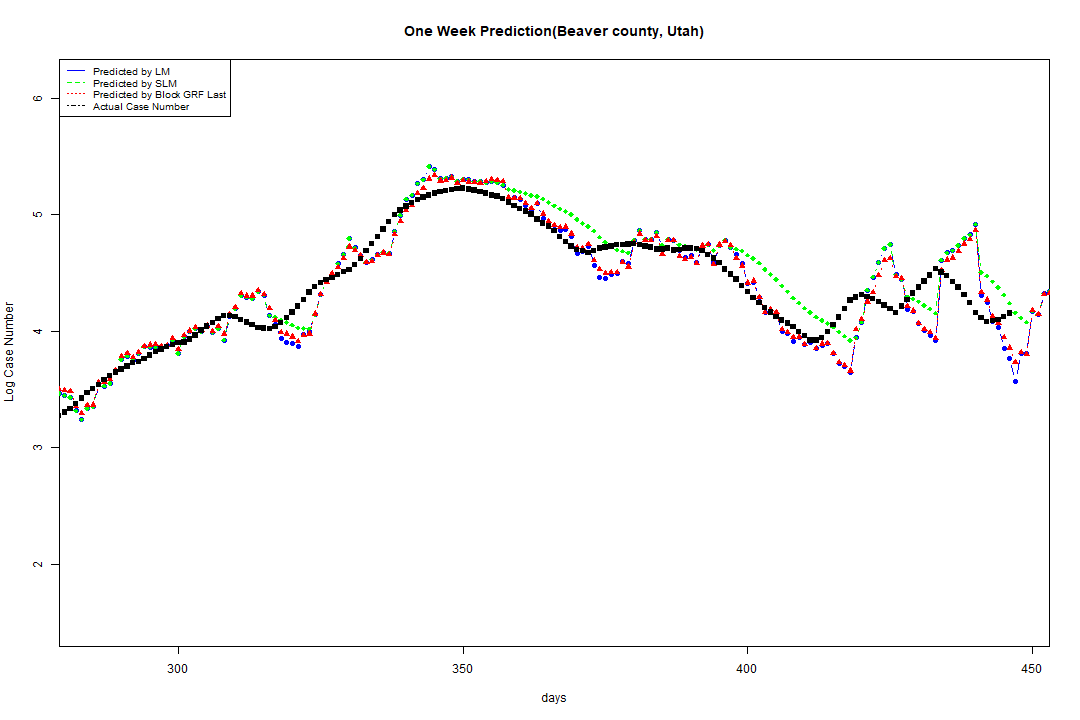 One Week Prediction(Beaver county, Utah)
Predicted by LM
Predicted by SLM
Predicted by Block GRF Last
Actual Case Number
6
5
4
3
2
Log Case Number
300 350 400 450
days